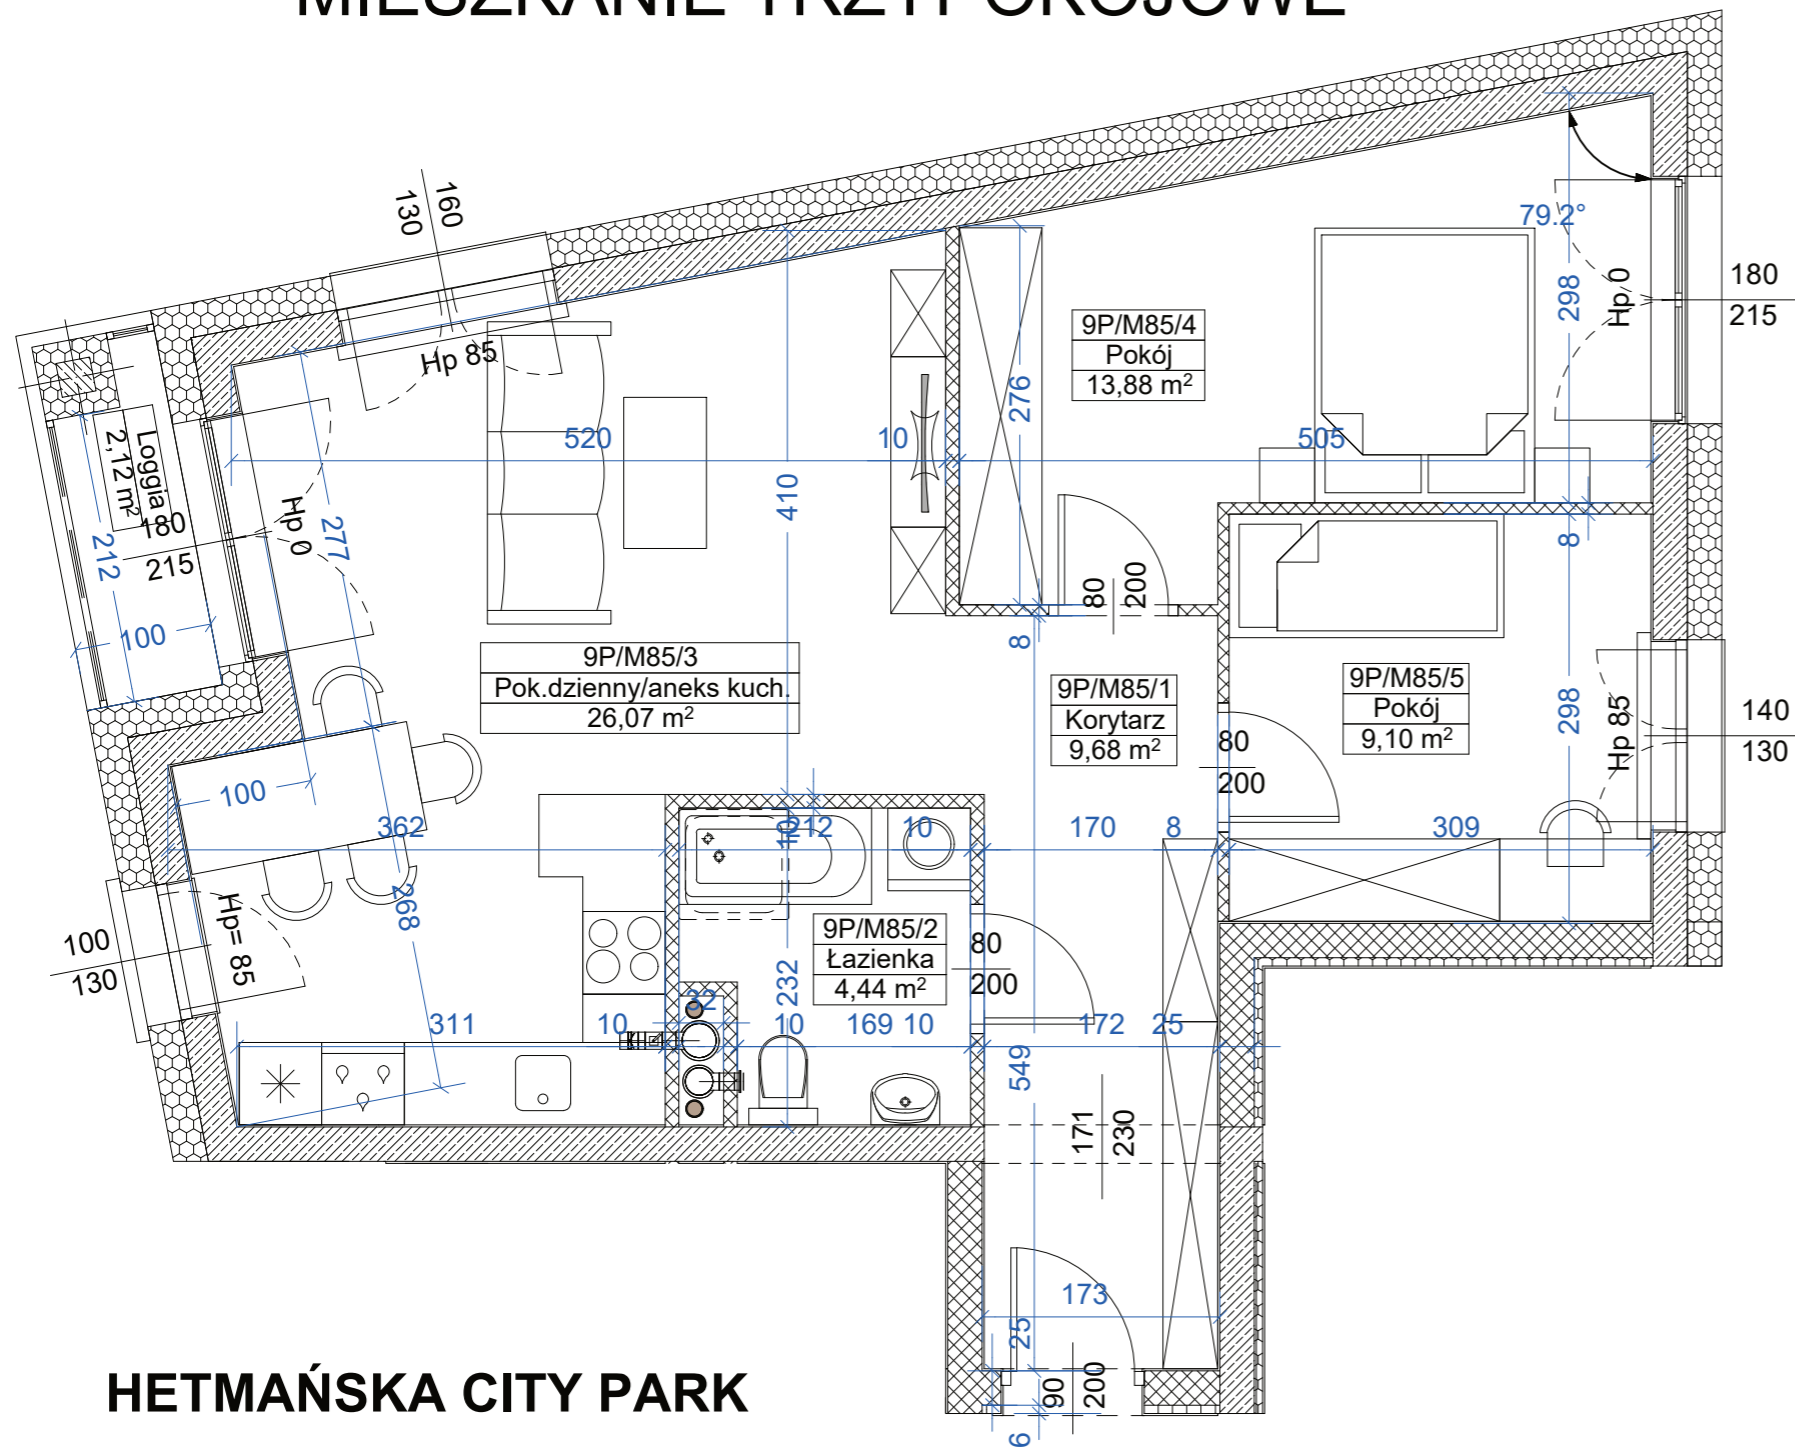 MIESZKANIE TRZYPOKOJOWE
160
130
79.2°
298
Hp 0
180
215
9P/M85/4
Pokój
13,88 m²
Hp 85
276
520
10
505
410
Loggia
2,12 m²
180
215
Hp 0
277
212
100
8
80
200
8
9P/M85/3
Pok.dzienny/aneks kuch.
26,07 m²
9P/M85/1
Korytarz
9,68 m²
9P/M85/5
Pokój
9,10 m²
298
Hp 85
140
130
80
200
100
362
10
212
10
170
8
309
268
Hp= 85
100
130
9P/M85/2
Łazienka
4,44 m²
80
200
232
32
311
10
10
169
10
172
25
549
171
230
173
25
90
200
6
HETMAŃSKA CITY PARK